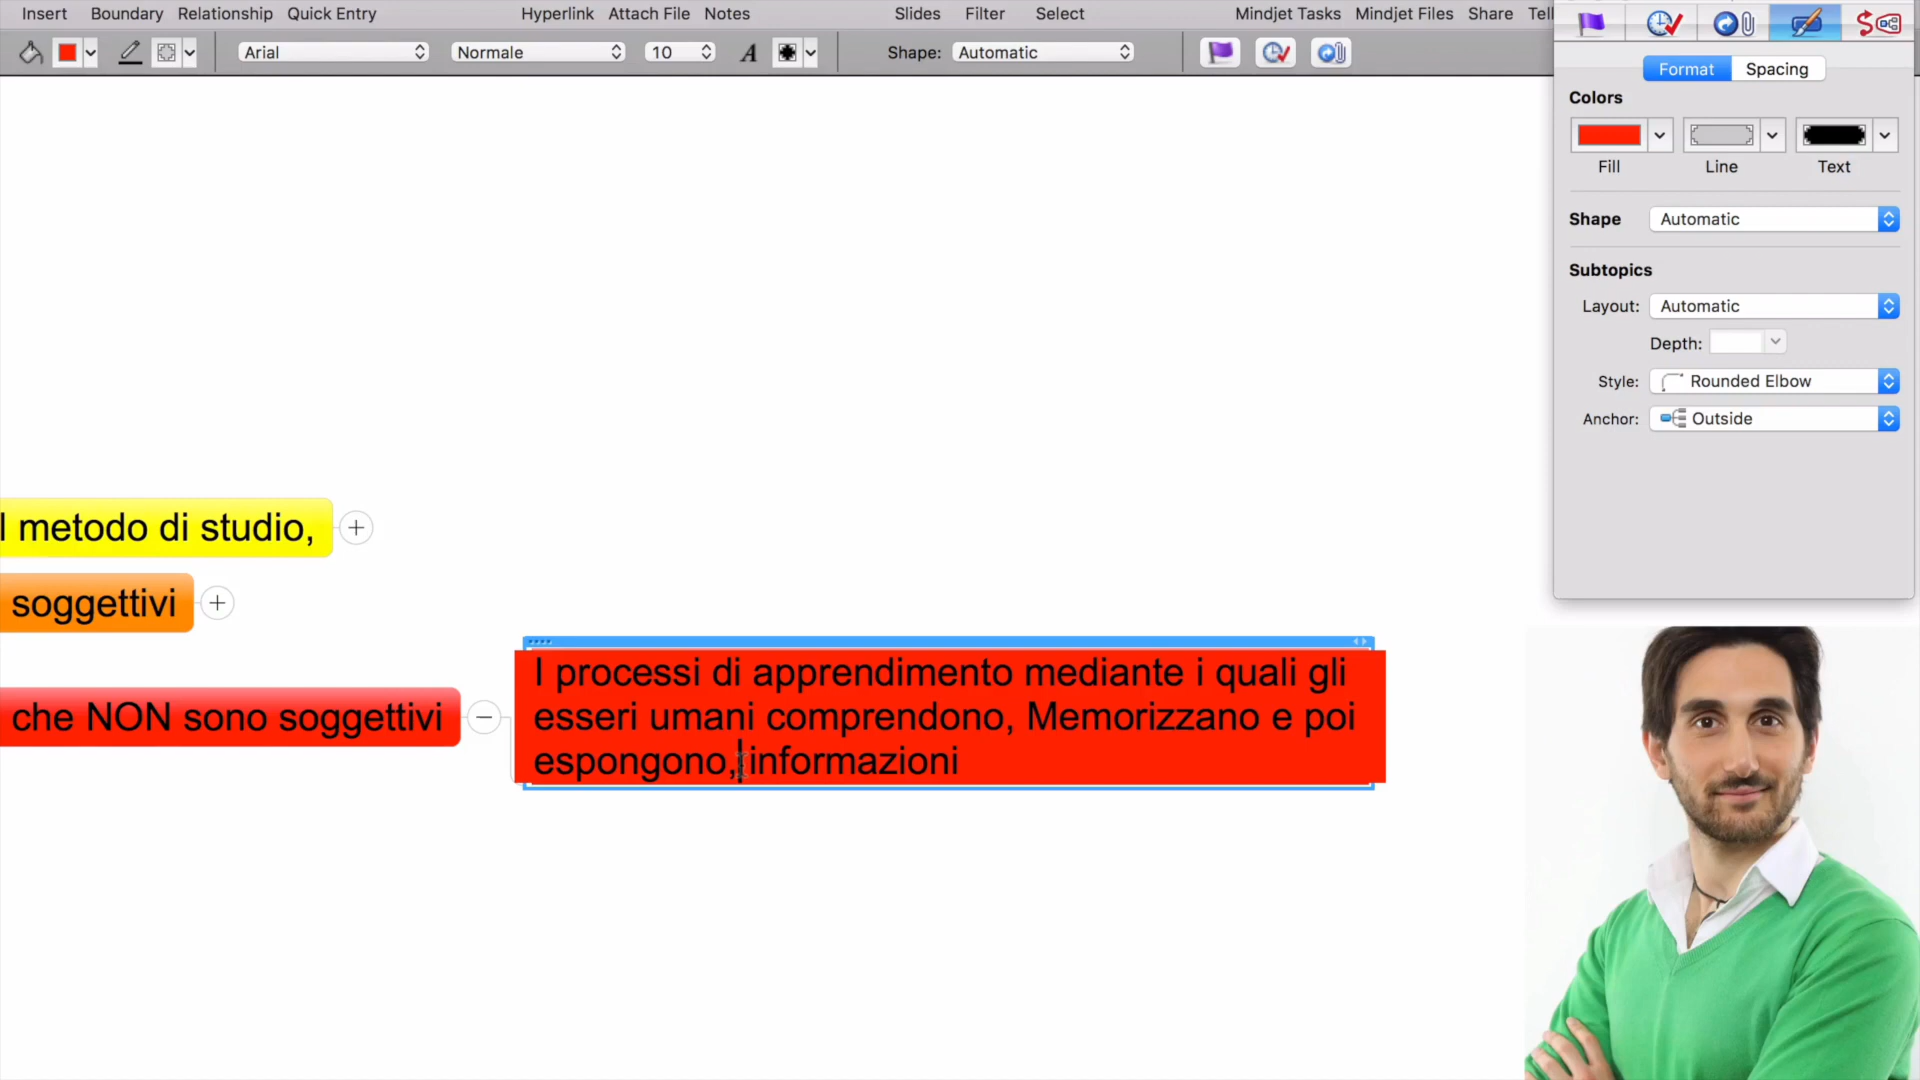 Insert Boundary Relationship Quick Entry Hyperlink Attach File Notes Slides Filter Select Mindjet Tasks Mindjet Files Share Tell
Arial Normale 10 A Shape: Automatic
Format Spacing
Colors
Fill Line Text
Shape Automatic
Subtopics
Layout: Automatic
Depth:
Style: Rounded Elbow
Anchor: Outside
l metodo di studio,
soggettivi
che NON sono soggettivi
I processi di apprendimento mediante i quali gli
esseri umani comprendono, Memorizzano e poi
espongono, informazioni